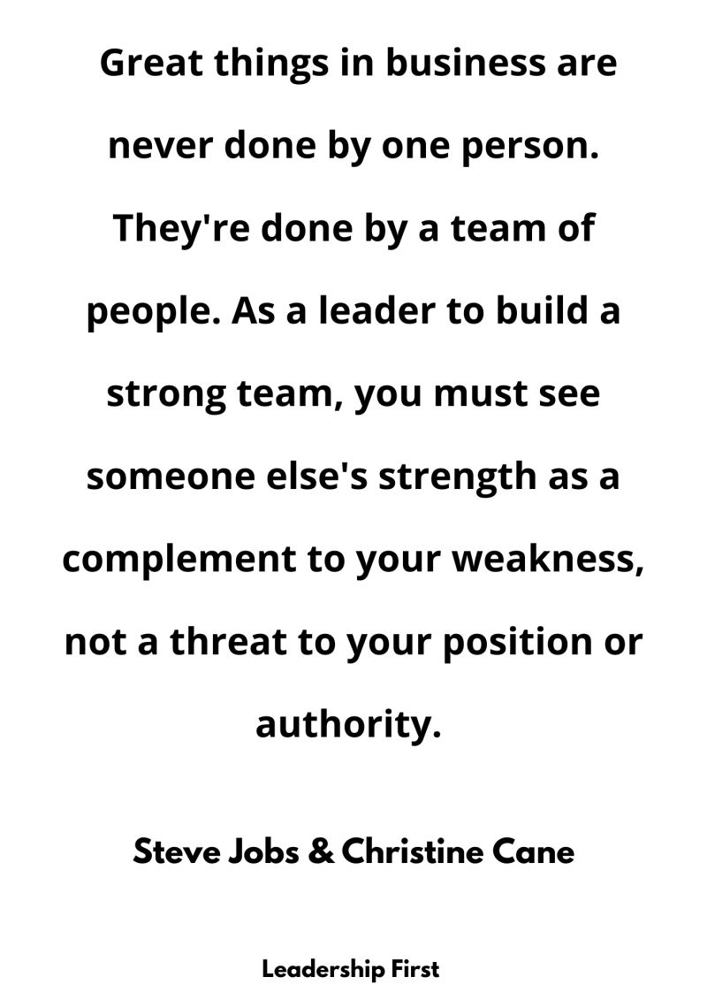 Great things in business are
never done by one person.
They're done by a team of
people. As a leader to build a
strong team, you must see
someone else's strength as a
complement to your weakness,
not a threat to your position or
authority.
Steve Jobs & Christine Cane
Leadership First